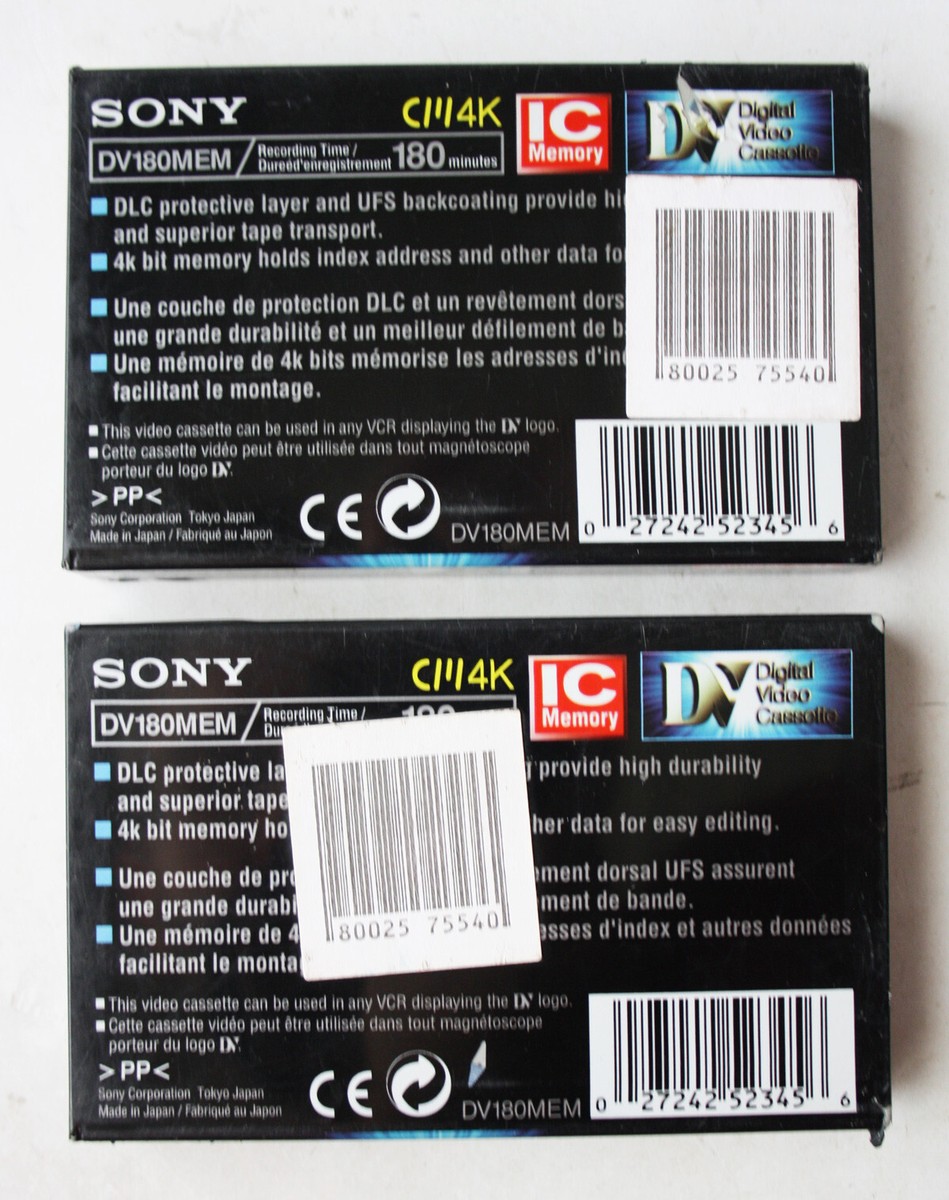 SONY
CM4K
IC
Memory
DV
Digital
Video
Cassette
DV180MEM
Recording Time /
Durée d'enregistrement 180 minutes
DLC protective layer and UFS backcoating provide hi
and superior tape transport.
4k bit memory holds index address and other data fo
Une couche de protection DLC et un revêtement dors
une grande durabilité et un meilleur défilement de b
Une mémoire de 4k bits mémorise les adresses d'in
facilitant le montage.
80025 75540
This video cassette can be used in any VCR displaying the DV logo.
Cette cassette vidéo peut être utilisée dans tout magnétoscope
porteur du logo DV.
>PP<
Sony Corporation Tokyo Japan
Made in Japan / Fabriqué au Japon
CE
DV180MEM
0 27242 52345 6
SONY
CM4K
IC
Memory
DV
Digital
Video
Cassette
DV180MEM
Recording Time /
DLC protective la provide high durability
and superior tape
4k bit memory ho her data for easy editing.
Une couche de pr ement dorsal UFS assurent
une grande durabi ment de bande.
Une mémoire de 4 esses d'index et autres données
facilitant le monta
80025 75540
This video cassette can be used in any VCR displaying the DV logo.
Cette cassette vidéo peut être utilisée dans tout magnétoscope
porteur du logo DV.
>PP<
Sony Corporation Tokyo Japan
Made in Japan / Fabriqué au Japon
CE
DV180MEM
0 27242 52345 6